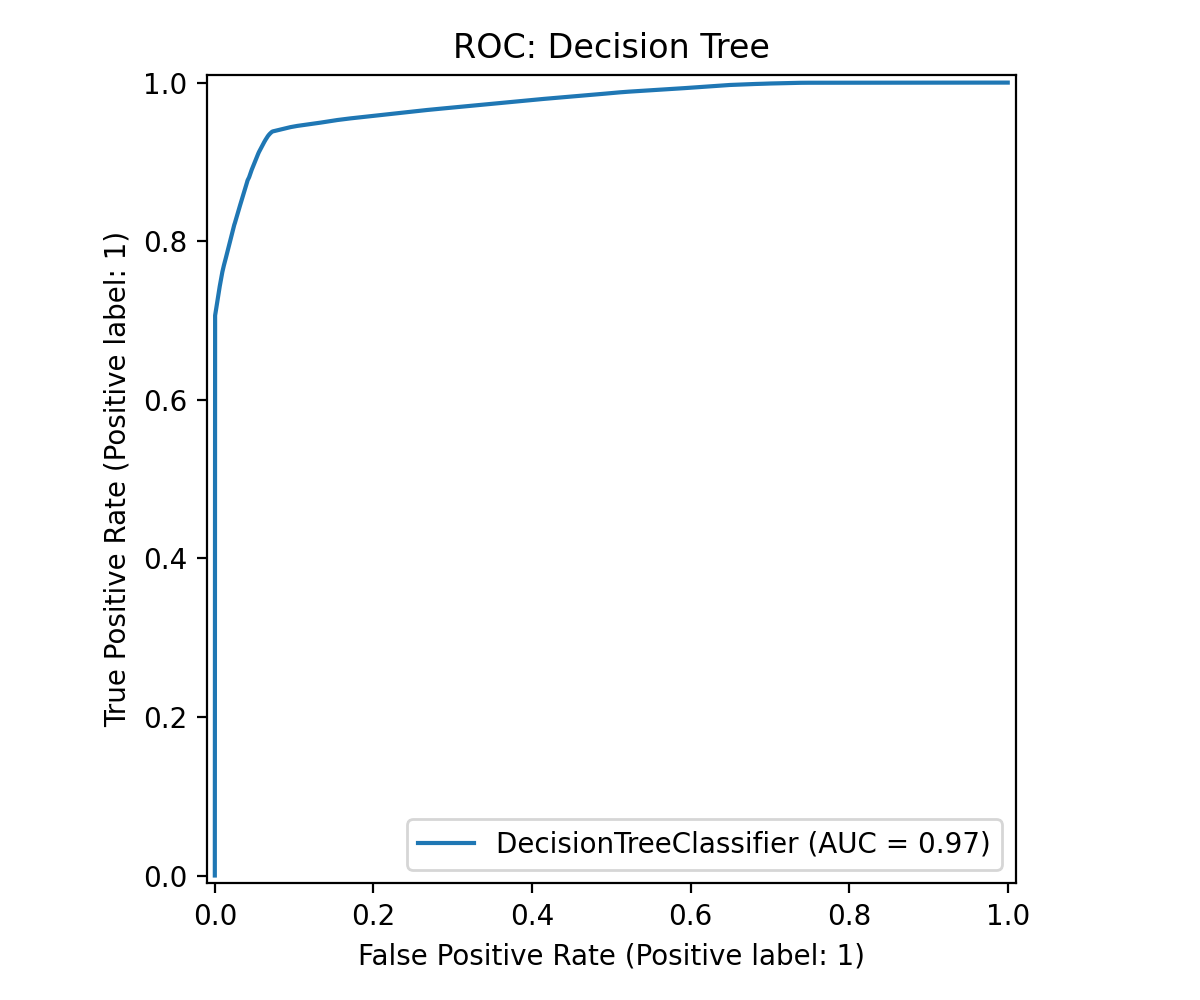 ROC: Decision Tree
True Positive Rate (Positive label: 1)
1.0
0.8
0.6
0.4
0.2
0.0
DecisionTreeClassifier (AUC = 0.97)
0.0 0.2 0.4 0.6 0.8 1.0
False Positive Rate (Positive label: 1)